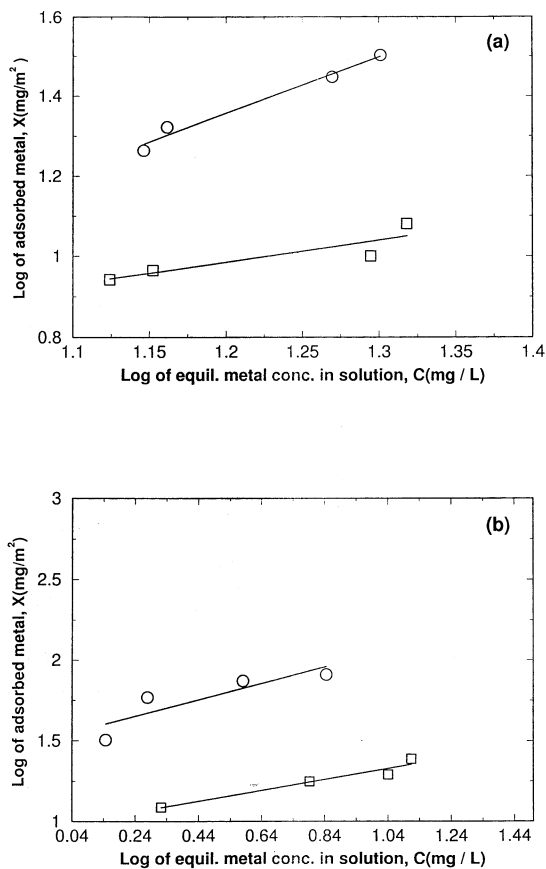 (a)
Log of adsorbed metal, X(mg/m²)
1.6
1.4
1.2
1
0.8
1.1 1.15 1.2 1.25 1.3 1.35 1.4
Log of equil. metal conc. in solution, C(mg / L)
(b)
Log of adsorbed metal, X(mg/m²)
3
2.5
2
1.5
1
0.04 0.24 0.44 0.64 0.84 1.04 1.24 1.44
Log of equil. metal conc. in solution, C(mg / L)